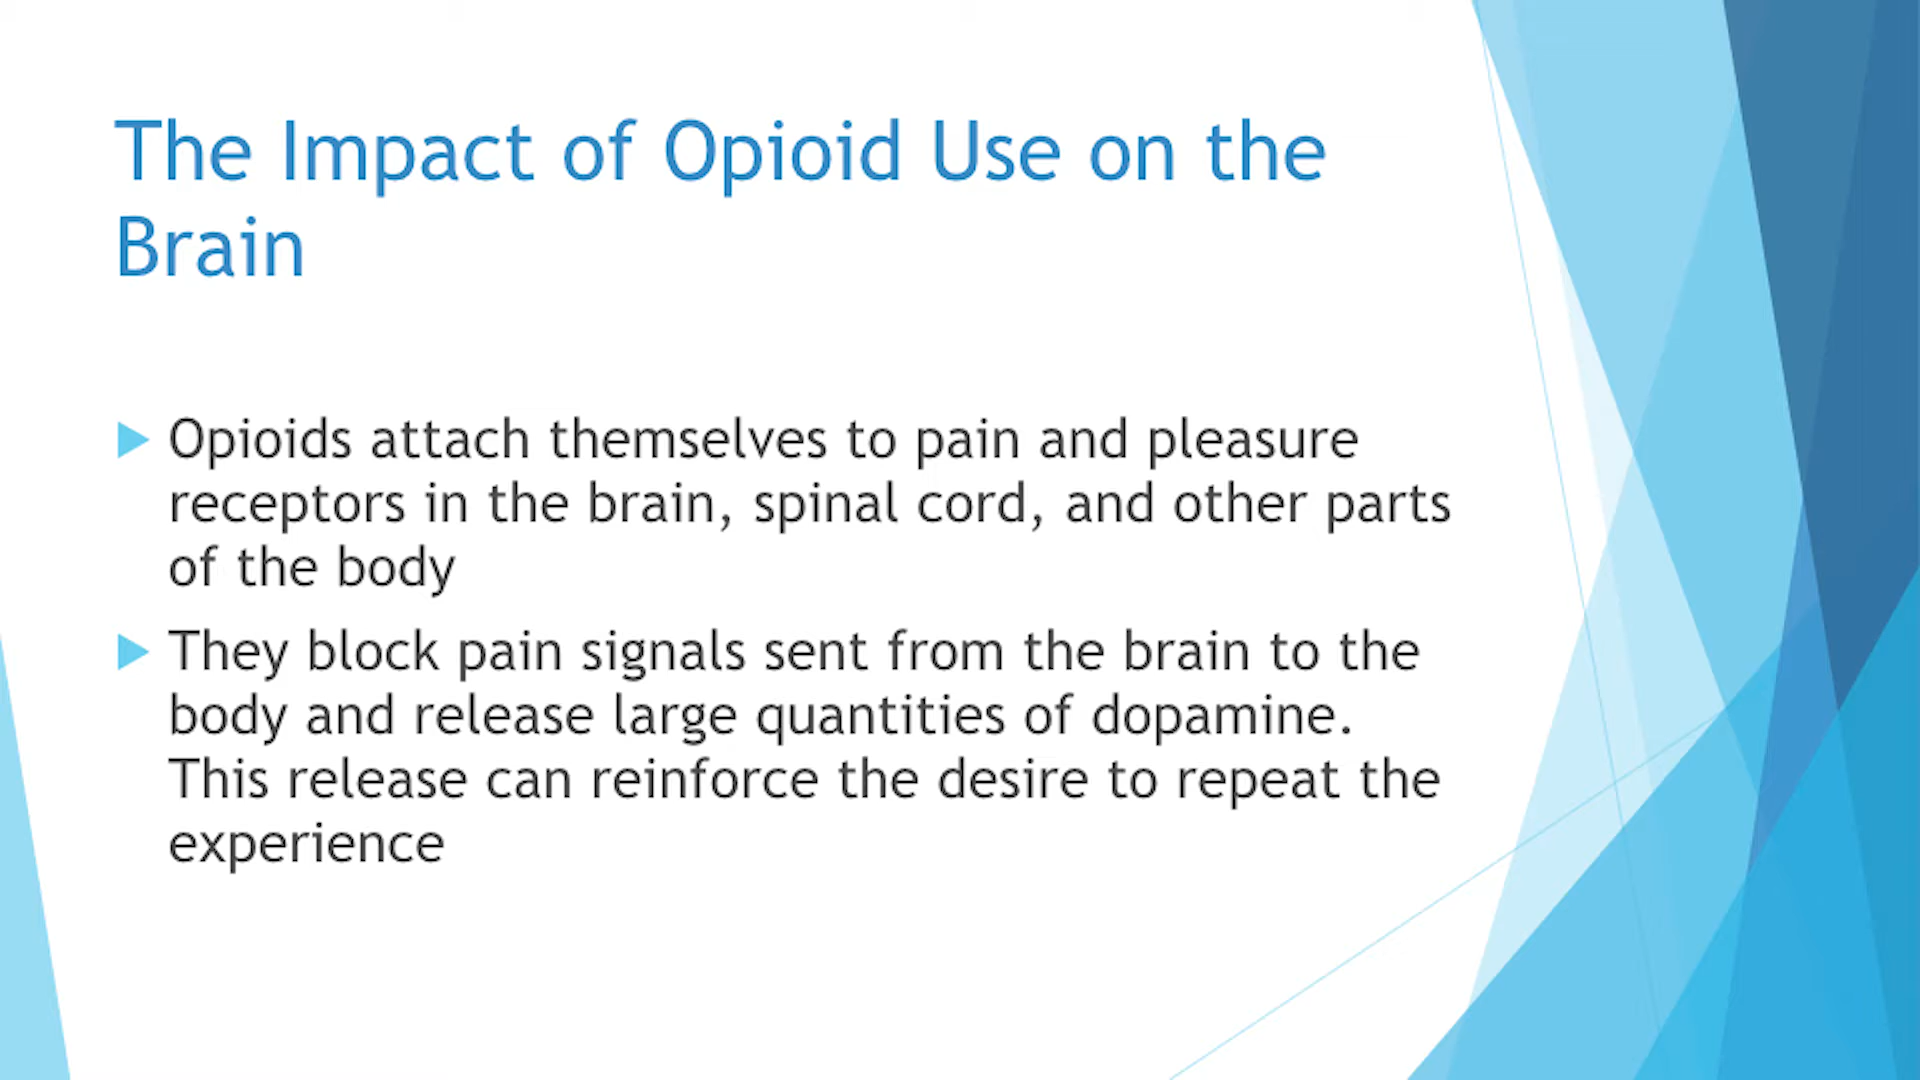 The Impact of Opioid Use on the
Brain
Opioids attach themselves to pain and pleasure
receptors in the brain, spinal cord, and other parts
of the body
They block pain signals sent from the brain to the
body and release large quantities of dopamine.
This release can reinforce the desire to repeat the
experience